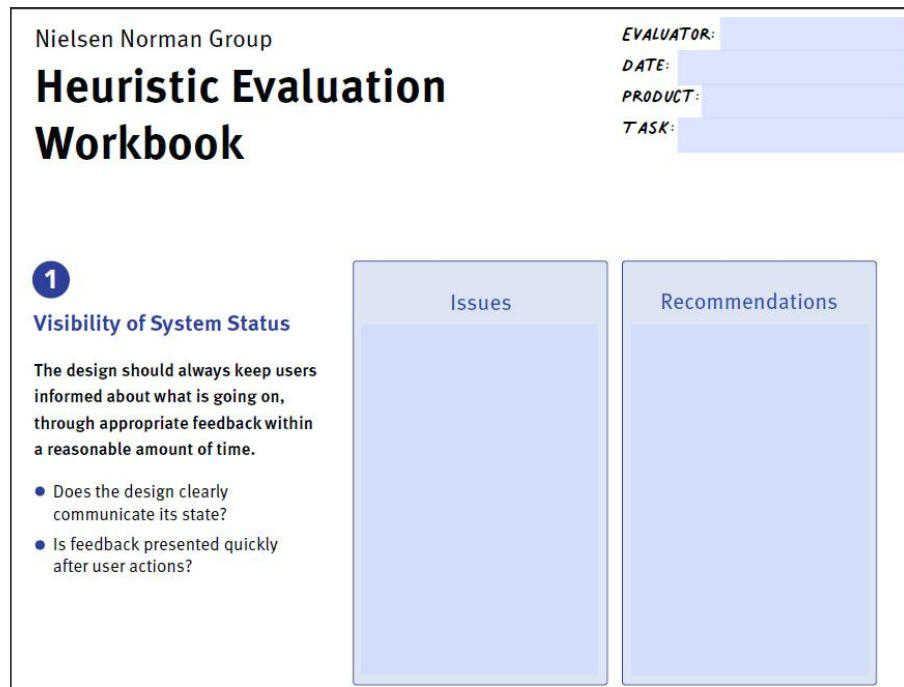 Nielsen Norman Group
Heuristic Evaluation
Workbook
EVALUATOR:
DATE:
PRODUCT:
TASK:
1
Visibility of System Status
The design should always keep users
informed about what is going on,
through appropriate feedback within
a reasonable amount of time.
• Does the design clearly
communicate its state?
• Is feedback presented quickly
after user actions?
Issues
Recommendations